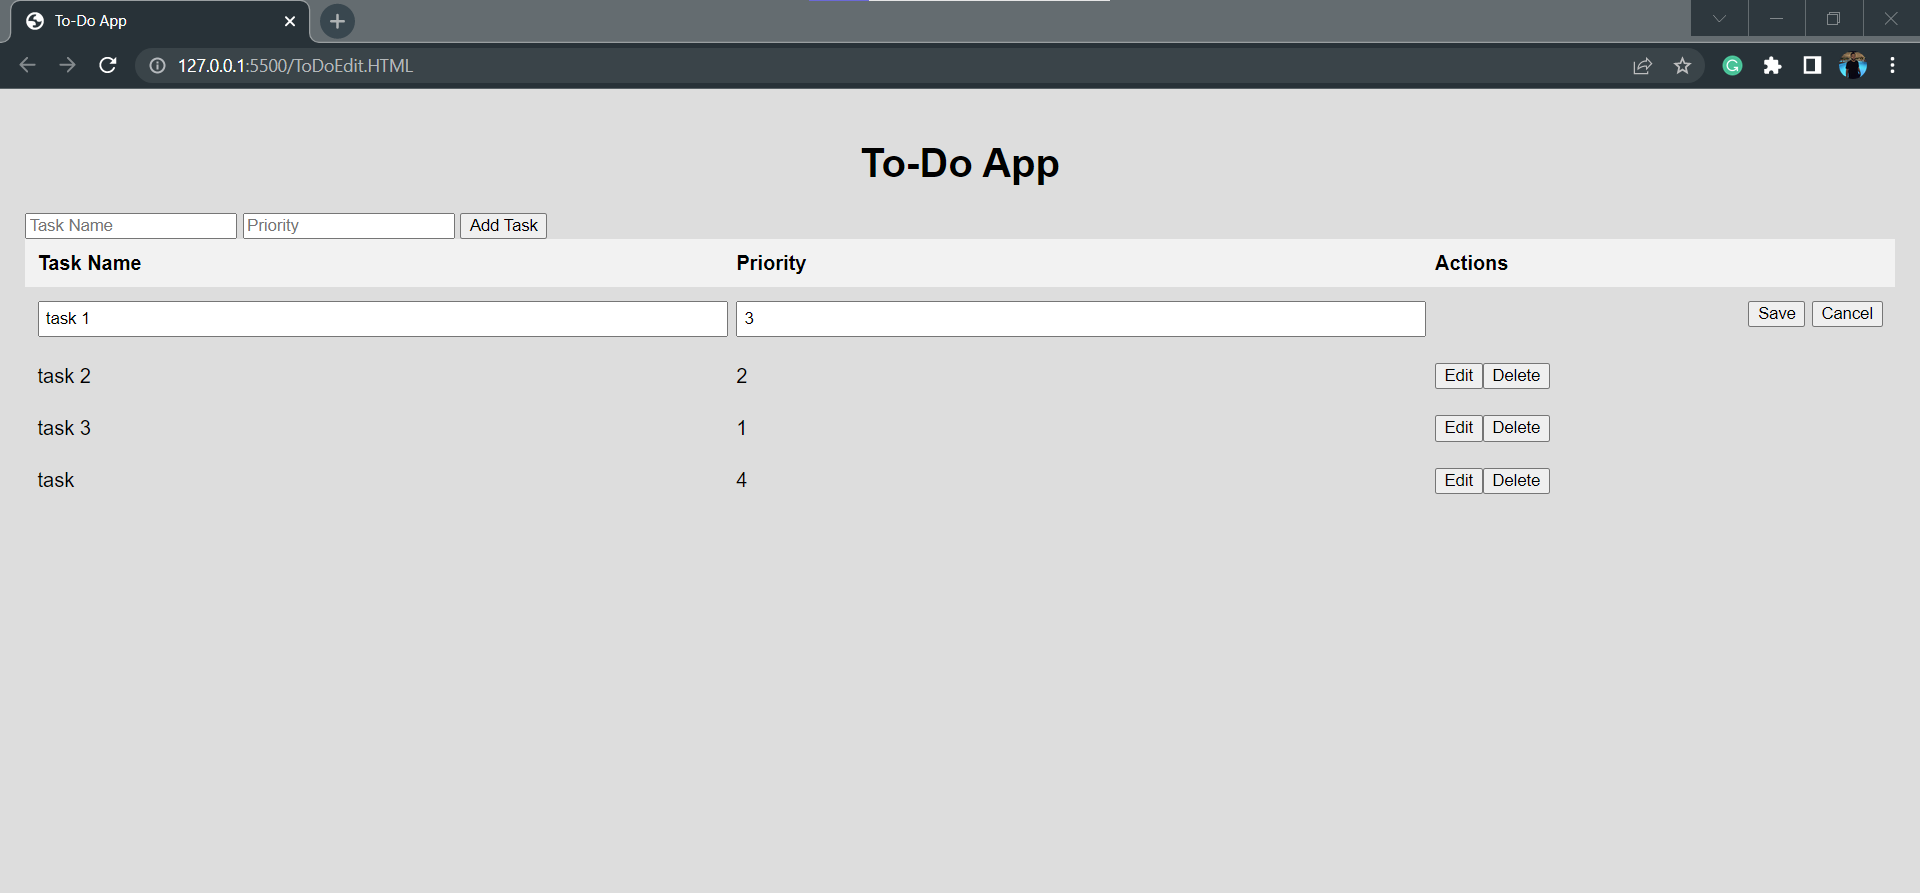 To-Do App
127.0.0.1:5500/ToDoEdit.HTML
To-Do App
Task Name Priority Add Task
Task Name Priority Actions
task 1 3 Save Cancel
task 2 2 Edit Delete
task 3 1 Edit Delete
task 4 Edit Delete